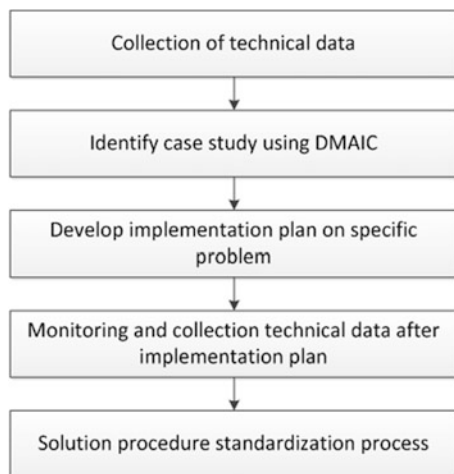 Collection of technical data
Identify case study using DMAIC
Develop implementation plan on specific
problem
Monitoring and collection technical data after
implementation plan
Solution procedure standardization process